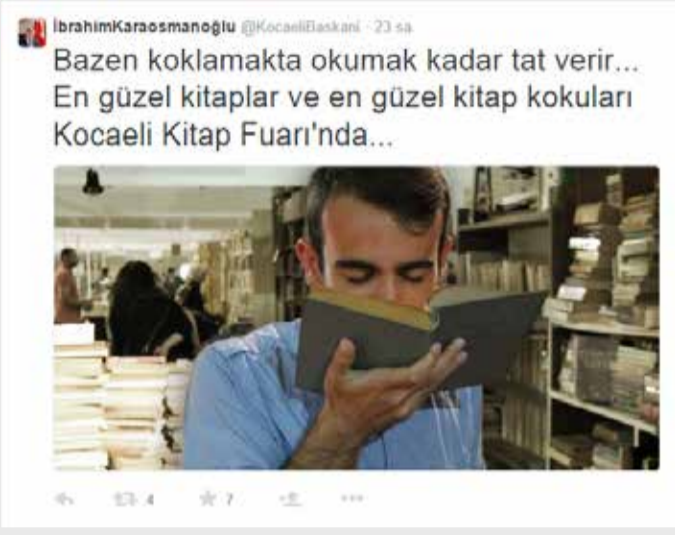 İbrahimKaraosmanoğlu @KocaeliBaskani · 23 sa
Bazen koklamakta okumak kadar tat verir...
En güzel kitaplar ve en güzel kitap kokuları
Kocaeli Kitap Fuarı'nda...
4 7